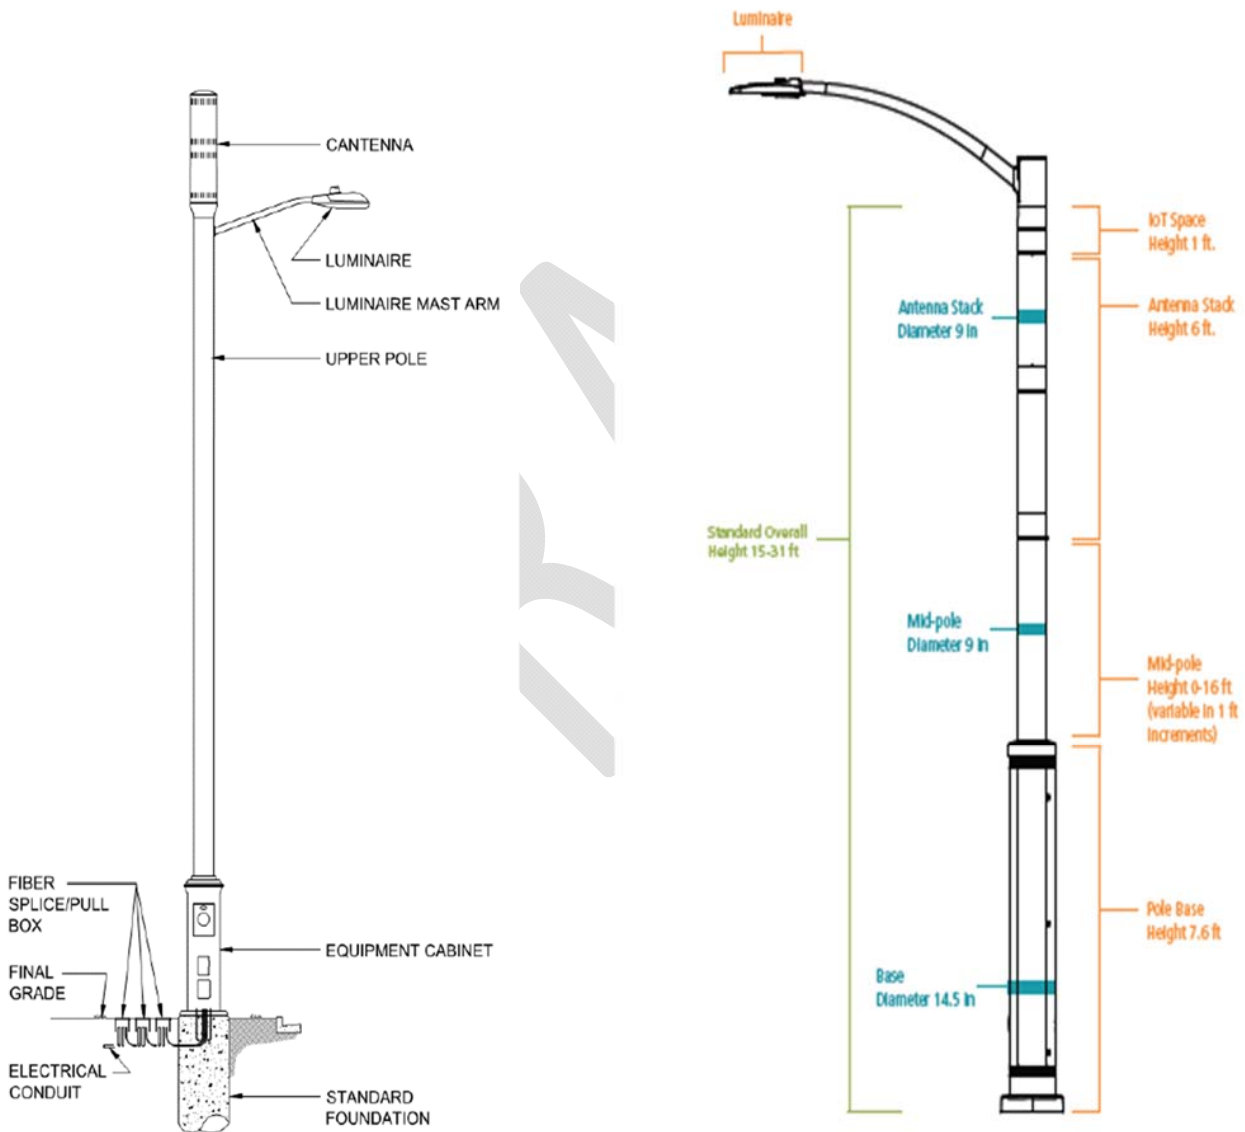 CANTENNA
LUMINAIRE
LUMINAIRE MAST ARM
UPPER POLE
FIBER
SPLICE/PULL
BOX
EQUIPMENT CABINET
FINAL
GRADE
ELECTRICAL
CONDUIT
STANDARD
FOUNDATION
Luminaire
IoT Space
Height 1 ft.
Antenna Stack
Diameter 9 in
Antenna Stack
Height 6 ft.
Standard Overall
Height 15-31 ft
Mid-pole
Diameter 9 in
Mid-pole
Height 0-16 ft
(variable in 1 ft
increments)
Pole Base
Height 7.6 ft
Base
Diameter 14.5 in